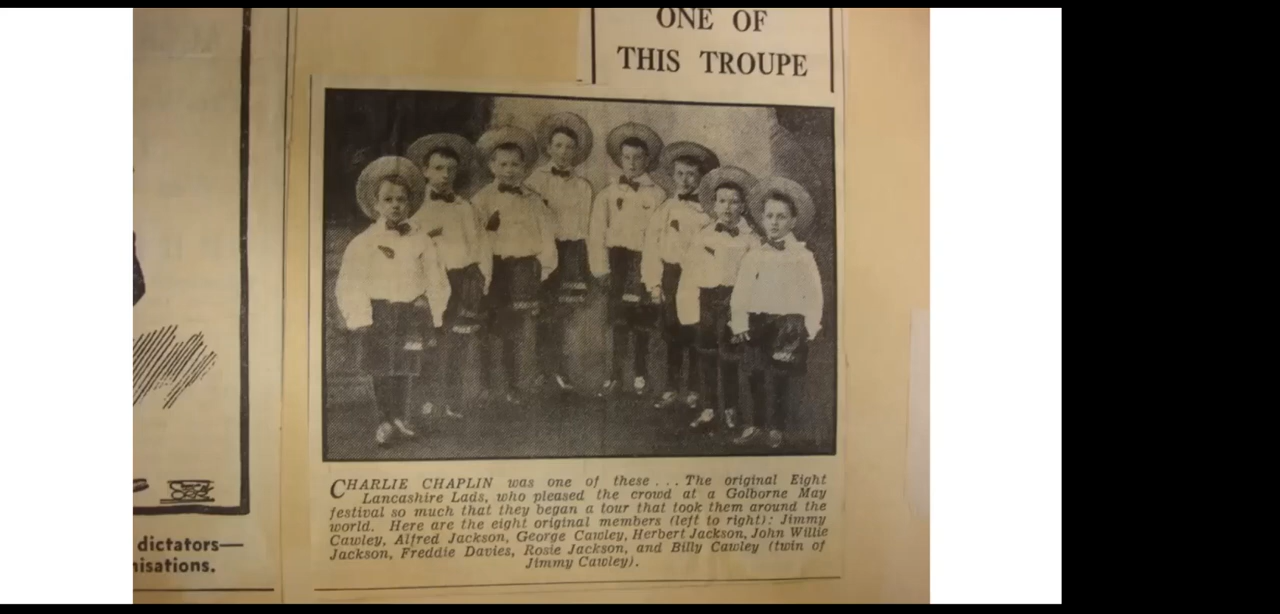 ONE OF
THIS TROUPE
CHARLIE CHAPLIN was one of these . . . The original Eight
Lancashire Lads, who pleased the crowd at a Golborne May
festival so much that they began a tour that took them around the
world. Here are the eight original members (left to right): Jimmy
Cawley, Alfred Jackson, George Cawley, Herbert Jackson, John Willie
Jackson, Freddie Davies, Rosie Jackson, and Billy Cawley (twin of
Jimmy Cawley).
dictators—
nisations.